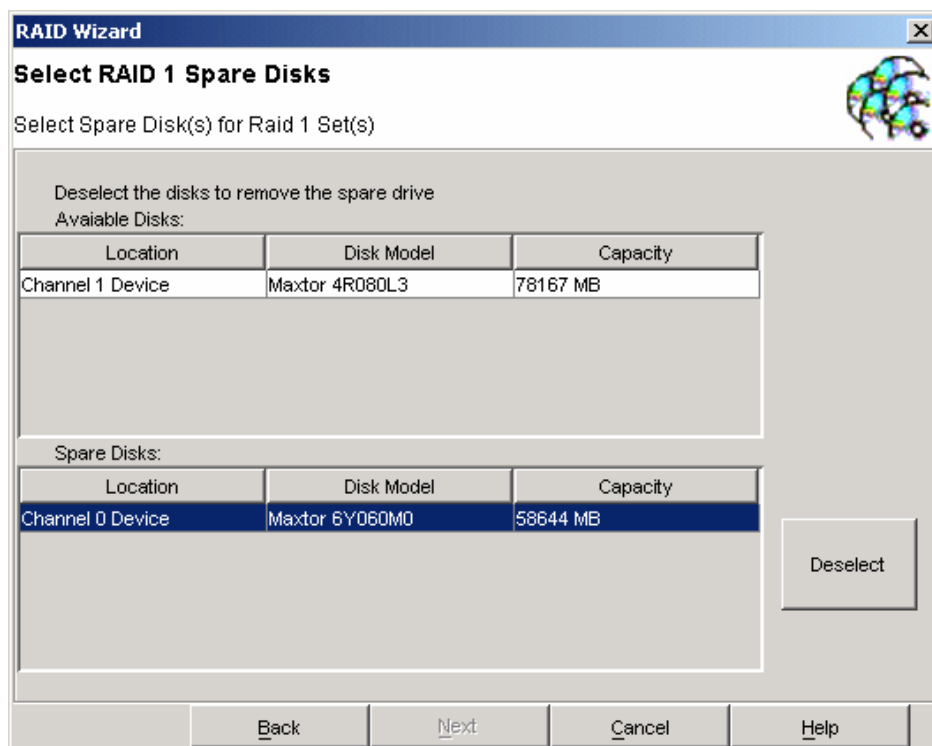 RAID Wizard
Select RAID 1 Spare Disks
Select Spare Disk(s) for Raid 1 Set(s)
Deselect the disks to remove the spare drive
Avaiable Disks:
Location Disk Model Capacity
Channel 1 Device Maxtor 4R080L3 78167 MB
Spare Disks:
Location Disk Model Capacity
Channel 0 Device Maxtor 6Y060M0 58644 MB
Deselect
Back Next Cancel Help